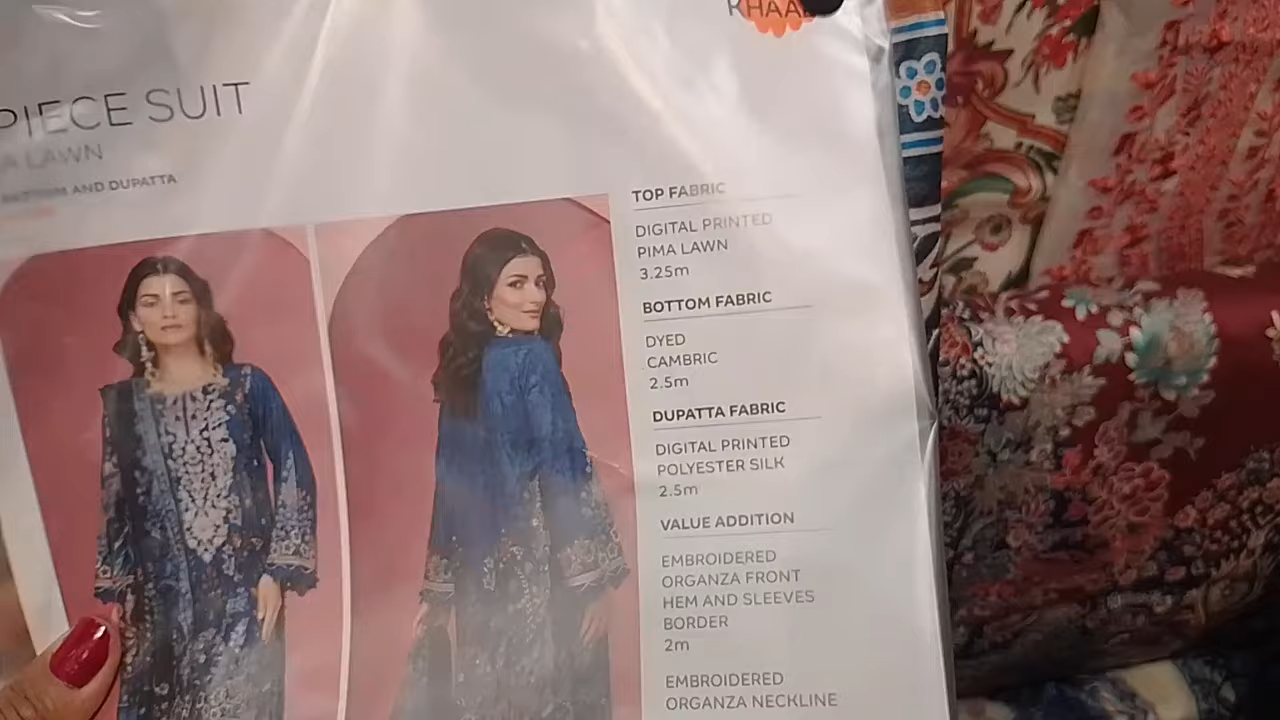 KHAA
PIECE SUIT
A LAWN
BOTTOM AND DUPATTA
TOP FABRIC
DIGITAL PRINTED
PIMA LAWN
3.25m
BOTTOM FABRIC
DYED
CAMBRIC
2.5m
DUPATTA FABRIC
DIGITAL PRINTED
POLYESTER SILK
2.5m
VALUE ADDITION
EMBROIDERED
ORGANZA FRONT
HEM AND SLEEVES
BORDER
2m
EMBROIDERED
ORGANZA NECKLINE